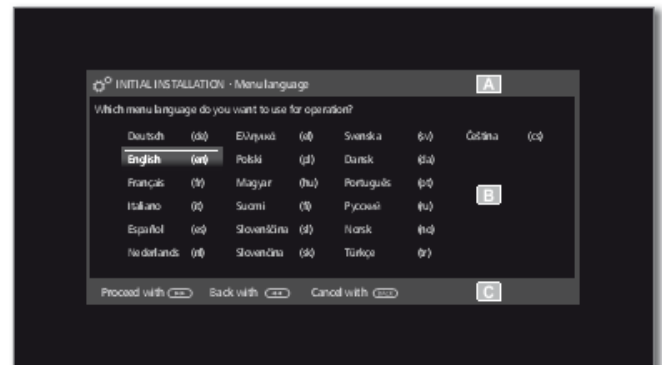 INITIAL INSTALLATION · Menu language A
Which menu language do you want to use for operation?
Deutsch (de) Ελληνικά (el) Svenska (sv) Čeština (cs)
English (en) Polski (pl) Dansk (da)
Français (fr) Magyar (hu) Português (pt)
B
Italiano (it) Suomi (fi) Русский (ru)
Español (es) Slovenščina (sl) Norsk (no)
Nederlands (nl) Slovenčina (sk) Türkçe (tr)
Proceed with Back with Cancel with C